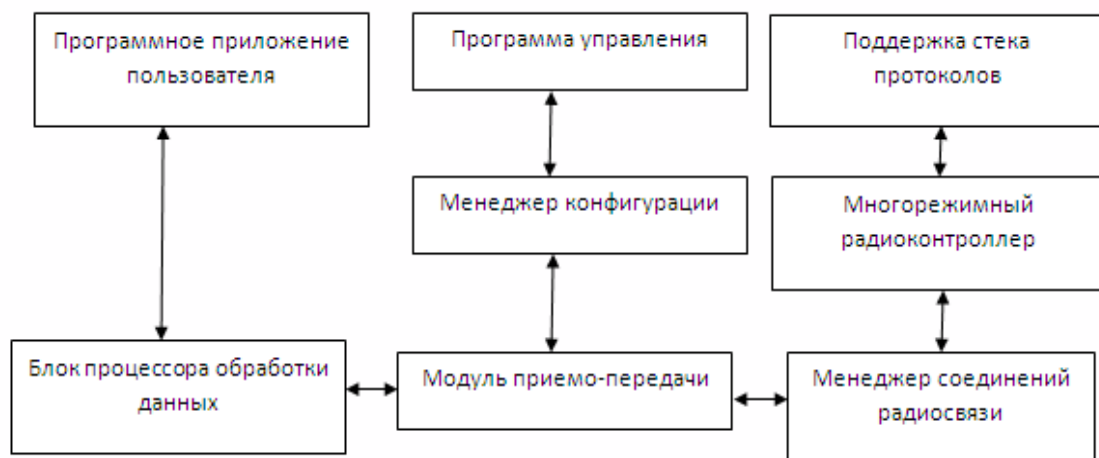 Программное приложение
пользователя
Программа управления
Поддержка стека
протоколов
Менеджер конфигурации
Многорежимный
радиоконтроллер
Блок процессора обработки
данных
Модуль приемо-передачи
Менеджер соединений
радиосвязи